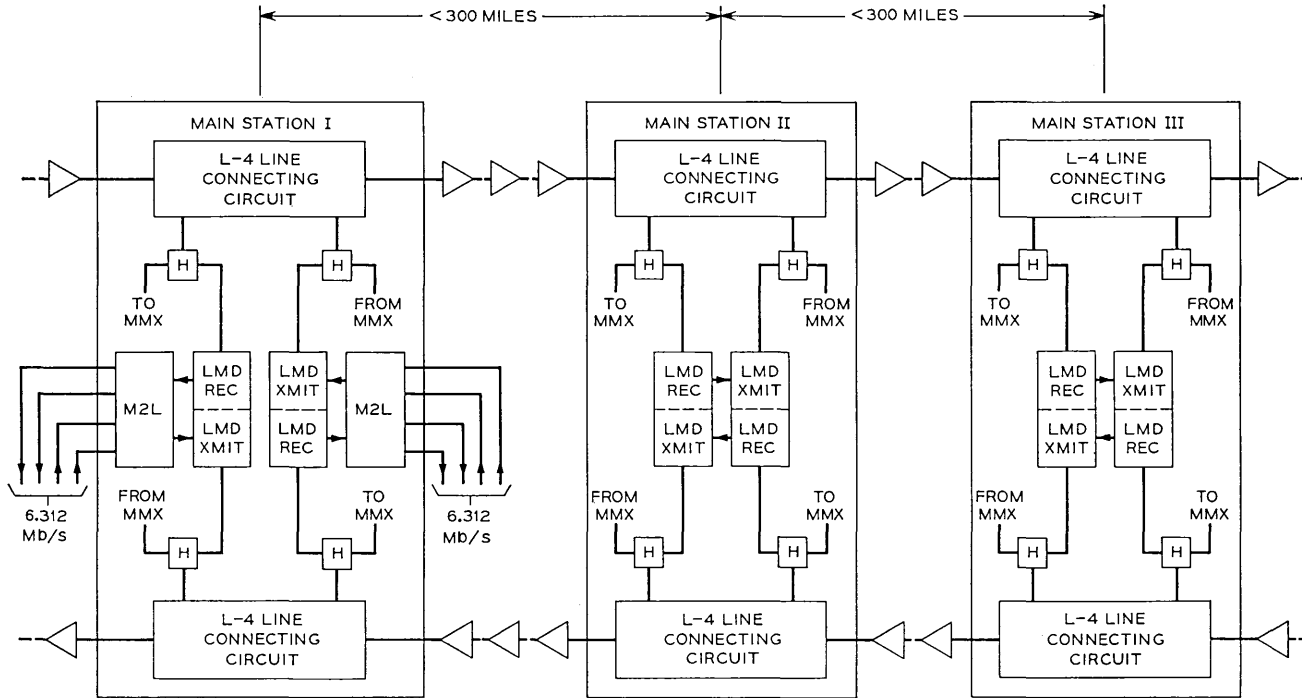 <300 MILES
<300 MILES
MAIN STATION I
L-4 LINE
CONNECTING
CIRCUIT
H
H
TO
MMX
FROM
MMX
M2L
LMD
REC
LMD
XMIT
LMD
XMIT
LMD
REC
M2L
6.312
Mb/s
6.312
Mb/s
FROM
MMX
TO
MMX
H
H
L-4 LINE
CONNECTING
CIRCUIT
MAIN STATION II
L-4 LINE
CONNECTING
CIRCUIT
H
H
TO
MMX
FROM
MMX
LMD
REC
LMD
XMIT
LMD
XMIT
LMD
REC
FROM
MMX
TO
MMX
H
H
L-4 LINE
CONNECTING
CIRCUIT
MAIN STATION III
L-4 LINE
CONNECTING
CIRCUIT
H
H
TO
MMX
FROM
MMX
LMD
REC
LMD
XMIT
LMD
XMIT
LMD
REC
FROM
MMX
TO
MMX
H
H
L-4 LINE
CONNECTING
CIRCUIT